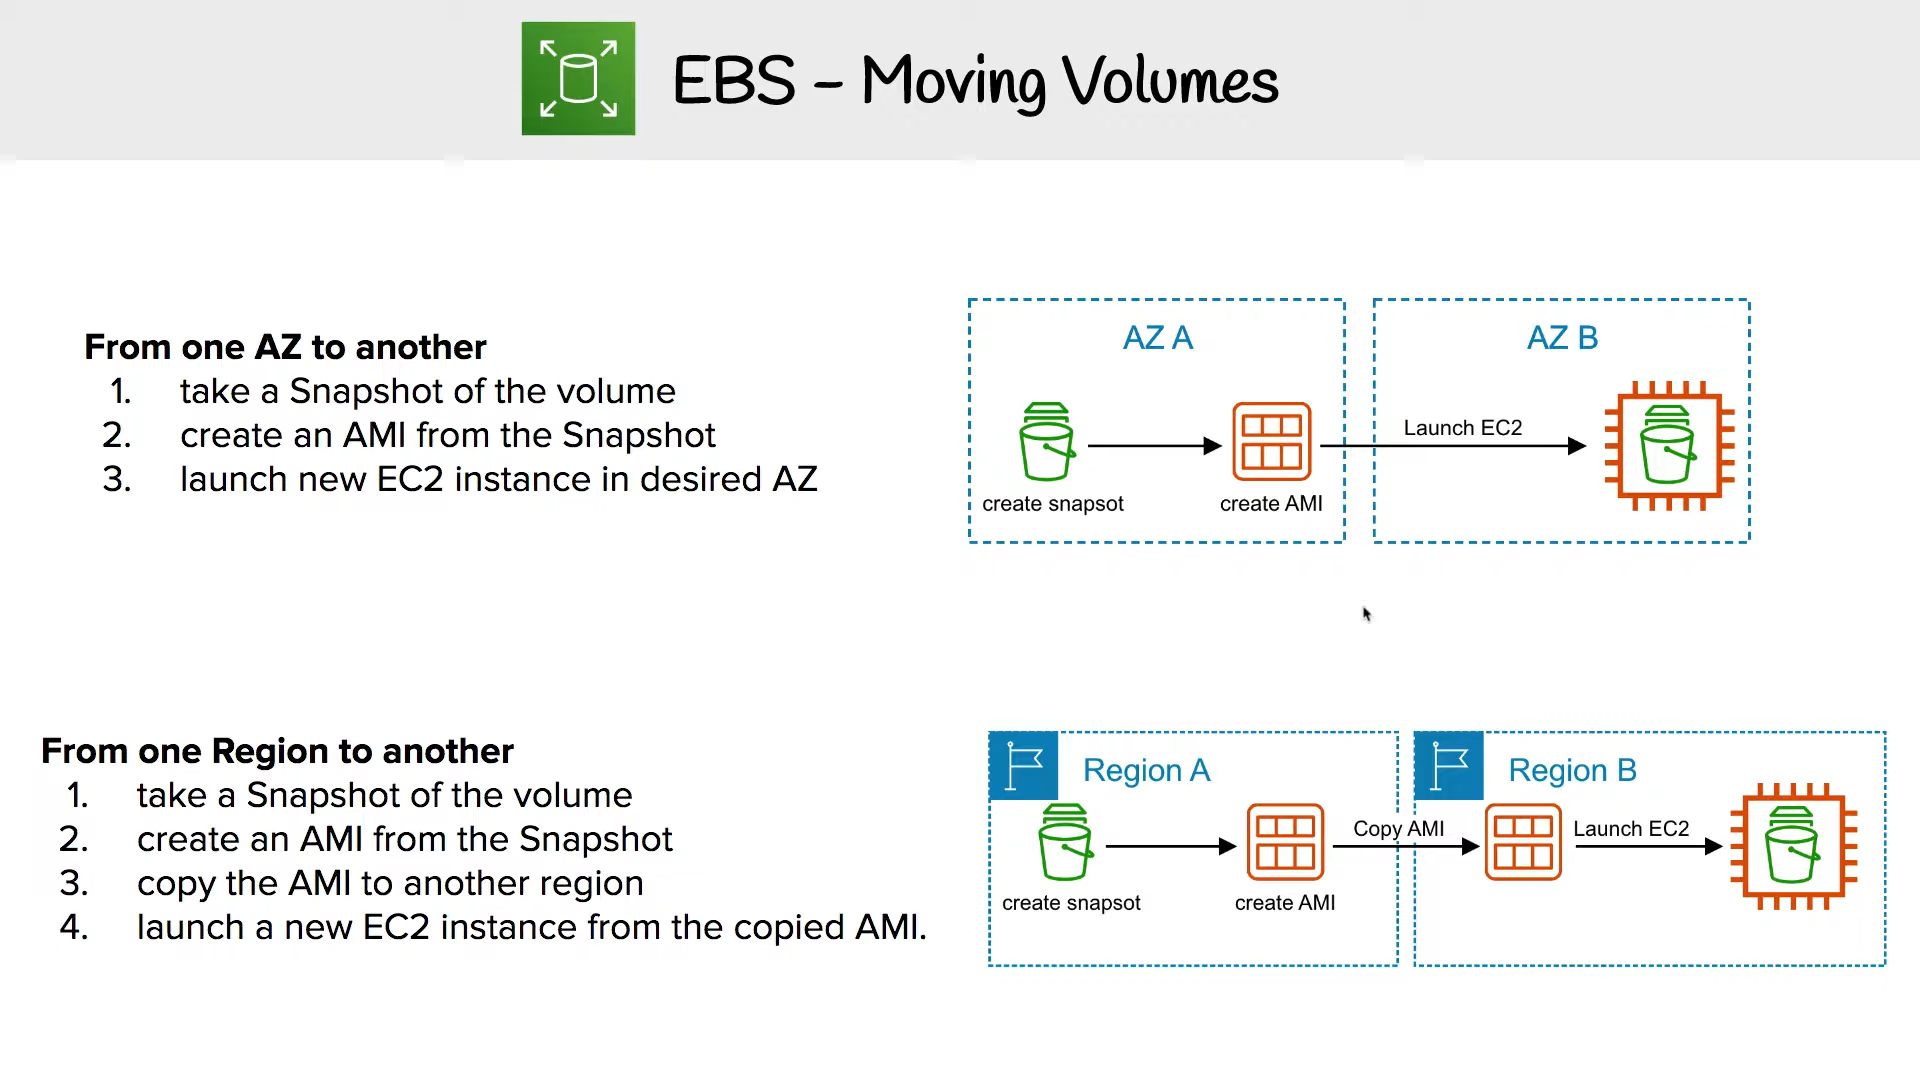 EBS – Moving Volumes
From one AZ to another
1. take a Snapshot of the volume
2. create an AMI from the Snapshot
3. launch new EC2 instance in desired AZ
AZ A
AZ B
Launch EC2
create snapsot
create AMI
From one Region to another
1. take a Snapshot of the volume
2. create an AMI from the Snapshot
3. copy the AMI to another region
4. launch a new EC2 instance from the copied AMI.
Region A
Region B
Copy AMI
Launch EC2
create snapsot
create AMI